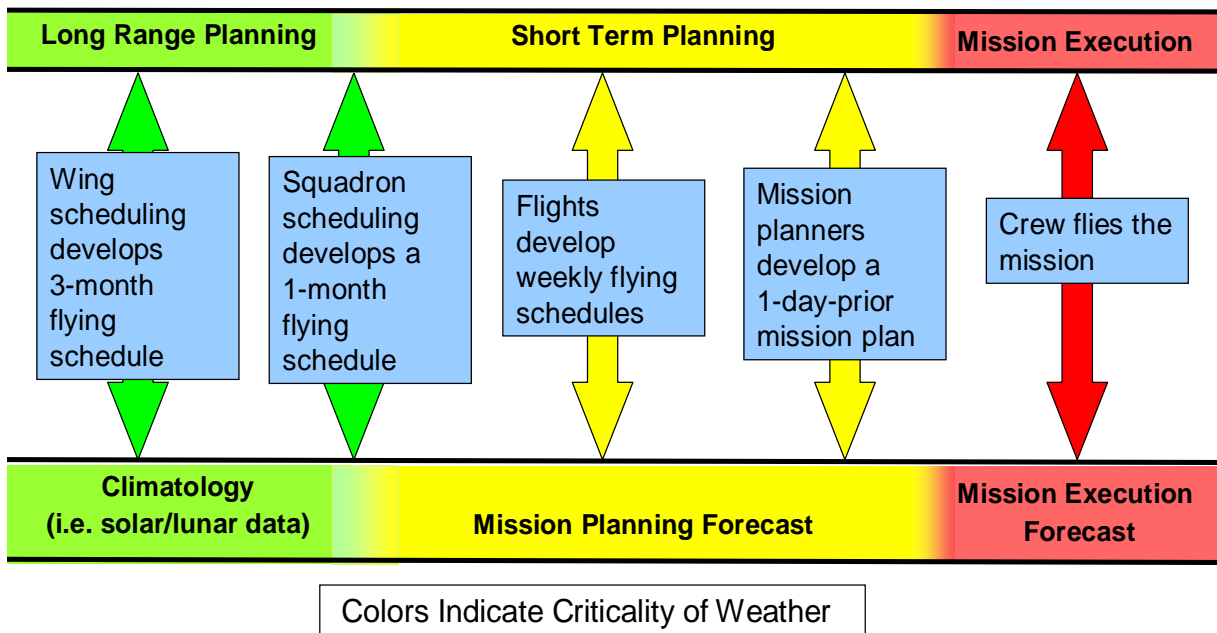 Long Range Planning
Short Term Planning
Mission Execution
Wing
scheduling
develops
3-month
flying
schedule
Squadron
scheduling
develops a
1-month
flying
schedule
Flights
develop
weekly flying
schedules
Mission
planners
develop a
1-day-prior
mission plan
Crew flies the
mission
Climatology
(i.e. solar/lunar data)
Mission Planning Forecast
Mission Execution
Forecast
Colors Indicate Criticality of Weather